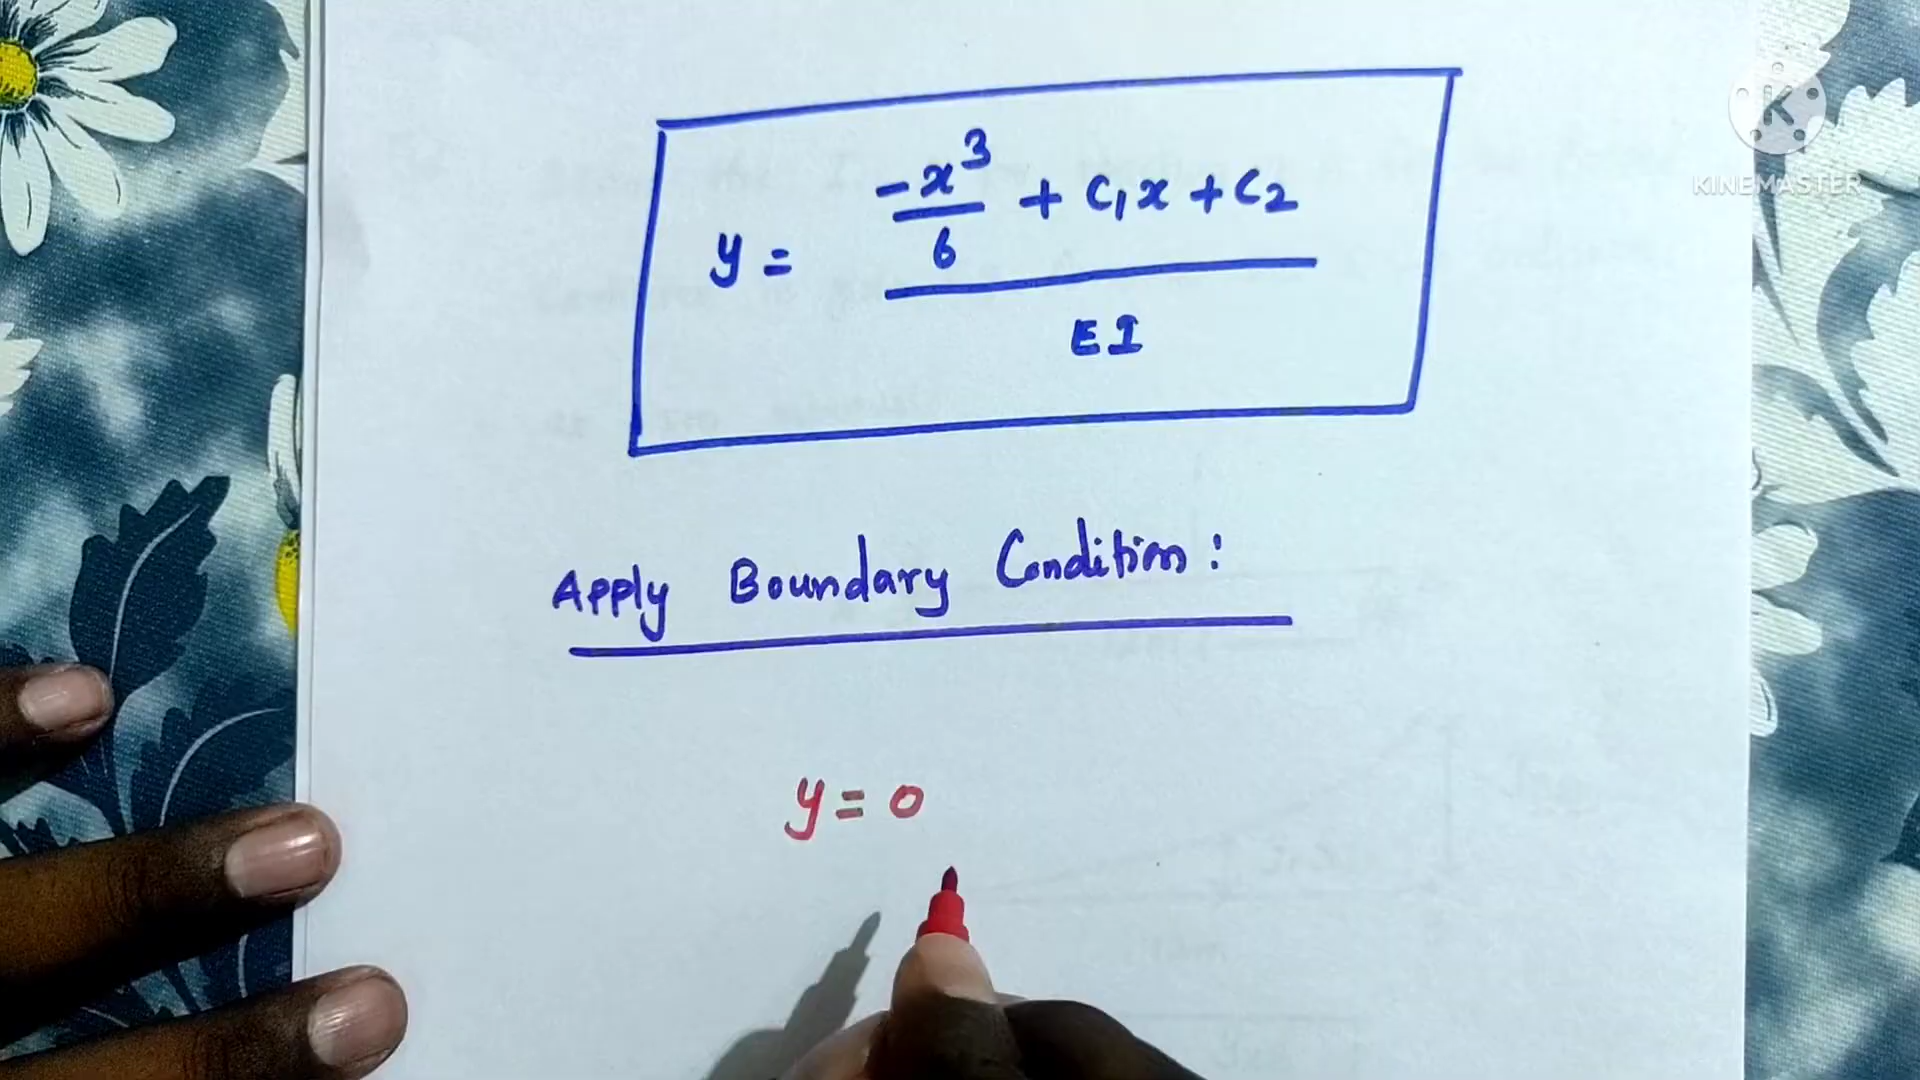 KINEMASTER
y = (-x³/6 + C₁x + C₂) / EI
Apply Boundary Condition:
y = 0